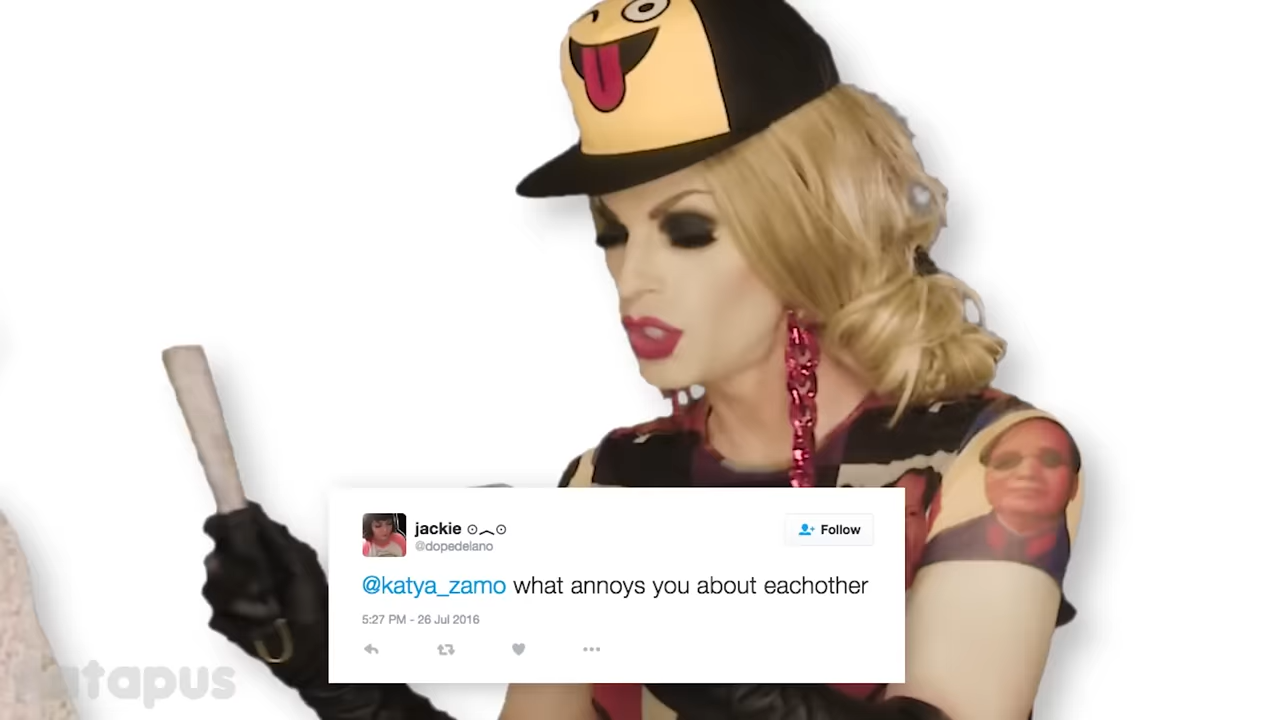 jackie ⊙︿⊙
Follow
@dopedelano
@katya_zamo what annoys you about eachother
5:27 PM - 26 Jul 2016